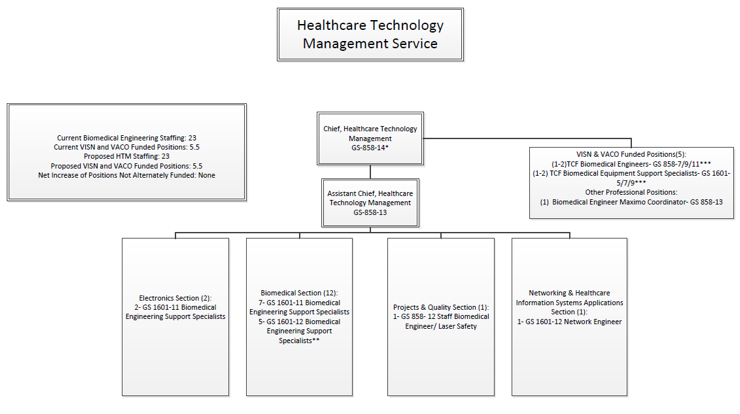 Healthcare Technology
Management Service
Current Biomedical Engineering Staffing: 23
Current VISN and VACO Funded Positions: 5.5
Proposed HTM Staffing: 23
Proposed VISN and VACO Funded Positions: 5.5
Net Increase of Positions Not Alternately Funded: None
Chief, Healthcare Technology
Management
GS-858-14*
VISN & VACO Funded Positions(5):
(1-2)TCF Biomedical Engineers- GS 858-7/9/11***
(1-2) TCF Biomedical Equipment Support Specialists- GS 1601-
5/7/9***
Other Professional Positions:
(1) Biomedical Engineer Maximo Coordinator- GS 858-13
Assistant Chief, Healthcare
Technology Management
GS-858-13
Electronics Section (2):
2- GS 1601-11 Biomedical
Engineering Support Specialists
Biomedical Section (12):
7- GS 1601-11 Biomedical
Engineering Support Specialists
5 - GS 1601-12 Biomedical
Engineering Support
Specialists**
Projects & Quality Section (1):
1- GS 858- 12 Staff Biomedical
Engineer/ Laser Safety
Networking & Healthcare
Information Systems Applications
Section (1):
1- GS 1601-12 Network Engineer